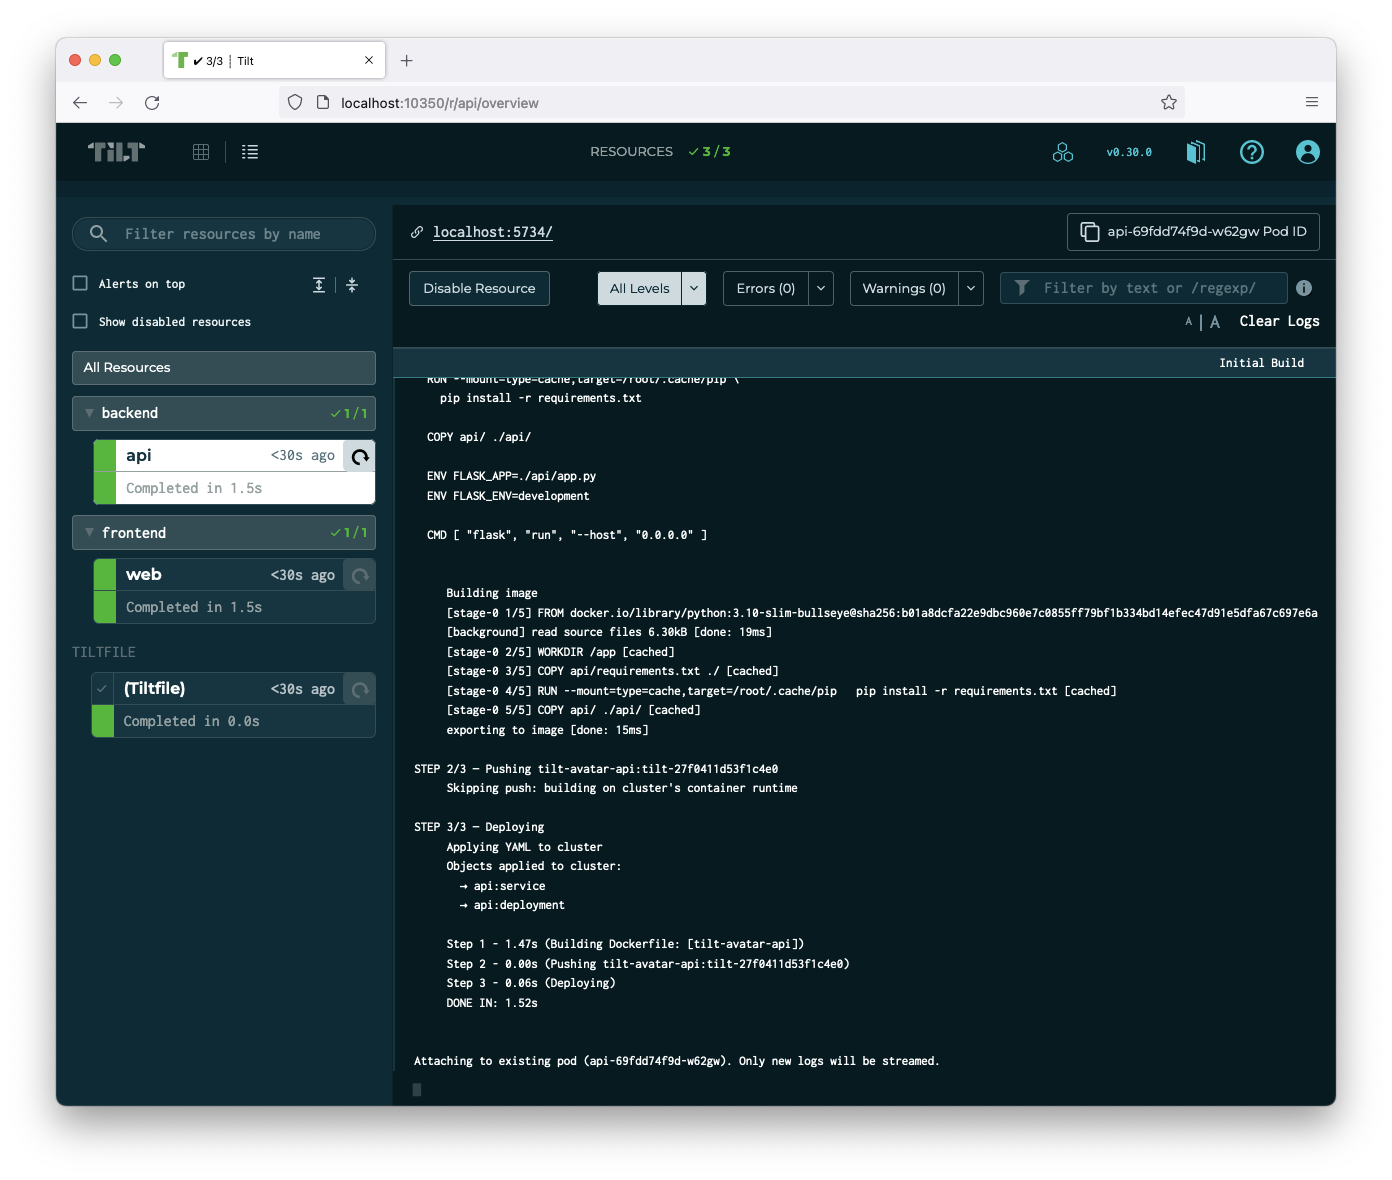 ✔ 3/3 ┊ Tilt
localhost:10350/r/api/overview
TILT
RESOURCES ✓ 3 / 3
v0.30.0
Filter resources by name
Alerts on top
Show disabled resources
All Resources
backend ✓ 1 / 1
api <30s ago
Completed in 1.5s
frontend ✓ 1 / 1
web <30s ago
Completed in 1.5s
TILTFILE
(Tiltfile) <30s ago
Completed in 0.0s
localhost:5734/
api-69fdd74f9d-w62gw Pod ID
Disable Resource
All Levels
Errors (0)
Warnings (0)
Filter by text or /regexp/
A | A Clear Logs
Initial Build
RUN --mount=type=cache,target=/root/.cache/pip \
pip install -r requirements.txt
COPY api/ ./api/
ENV FLASK_APP=./api/app.py
ENV FLASK_ENV=development
CMD [ "flask", "run", "--host", "0.0.0.0" ]
Building image
[stage-0 1/5] FROM docker.io/library/python:3.10-slim-bullseye@sha256:b01a8dcfa22e9dbc960e7c0855ff79bf1b334bd14efec47d91e5dfa67c697e6a
[background] read source files 6.30kB [done: 19ms]
[stage-0 2/5] WORKDIR /app [cached]
[stage-0 3/5] COPY api/requirements.txt ./ [cached]
[stage-0 4/5] RUN --mount=type=cache,target=/root/.cache/pip   pip install -r requirements.txt [cached]
[stage-0 5/5] COPY api/ ./api/ [cached]
exporting to image [done: 15ms]
STEP 2/3 — Pushing tilt-avatar-api:tilt-27f0411d53f1c4e0
Skipping push: building on cluster's container runtime
STEP 3/3 — Deploying
Applying YAML to cluster
Objects applied to cluster:
→ api:service
→ api:deployment
Step 1 - 1.47s (Building Dockerfile: [tilt-avatar-api])
Step 2 - 0.00s (Pushing tilt-avatar-api:tilt-27f0411d53f1c4e0)
Step 3 - 0.06s (Deploying)
DONE IN: 1.52s
Attaching to existing pod (api-69fdd74f9d-w62gw). Only new logs will be streamed.